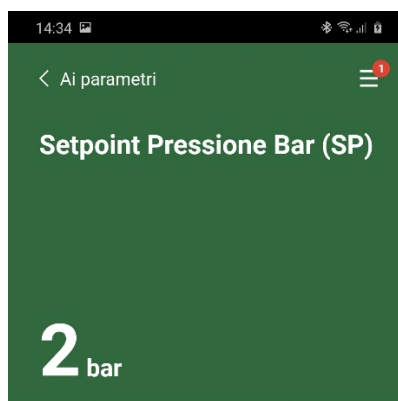 14:34
Ai parametri
1
Setpoint Pressione Bar (SP)
2 bar